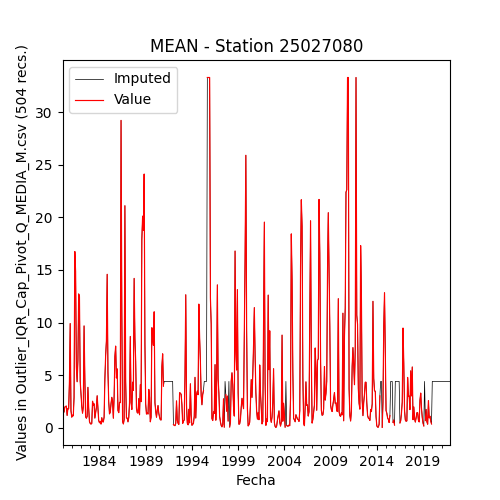 MEAN - Station 25027080
Imputed
Value
Values in Outlier_IQR_Cap_Pivot_Q_MEDIA_M.csv (504 recs.)
30
25
20
15
10
5
0
1984 1989 1994 1999 2004 2009 2014 2019
Fecha